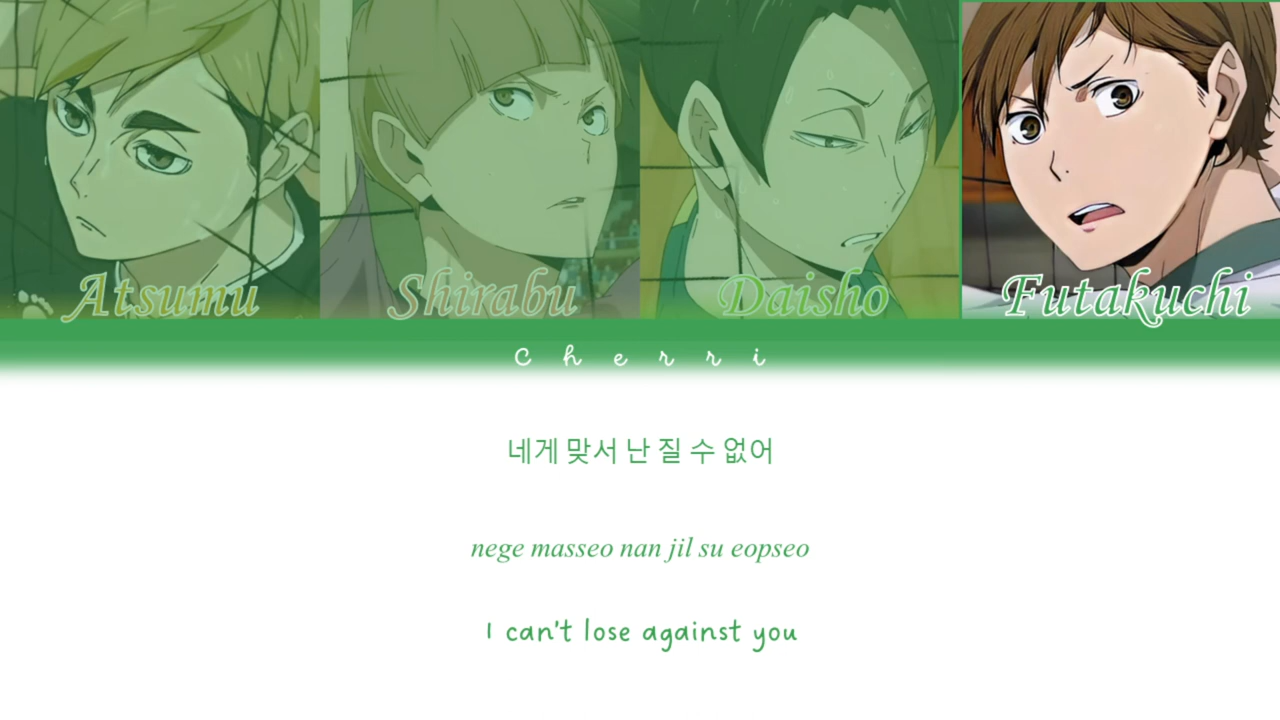 Atsumu Shirabu Daisho Futakuchi
Cherri
네게 맞서 난 질 수 없어
nege masseo nan jil su eopseo
I can't lose against you